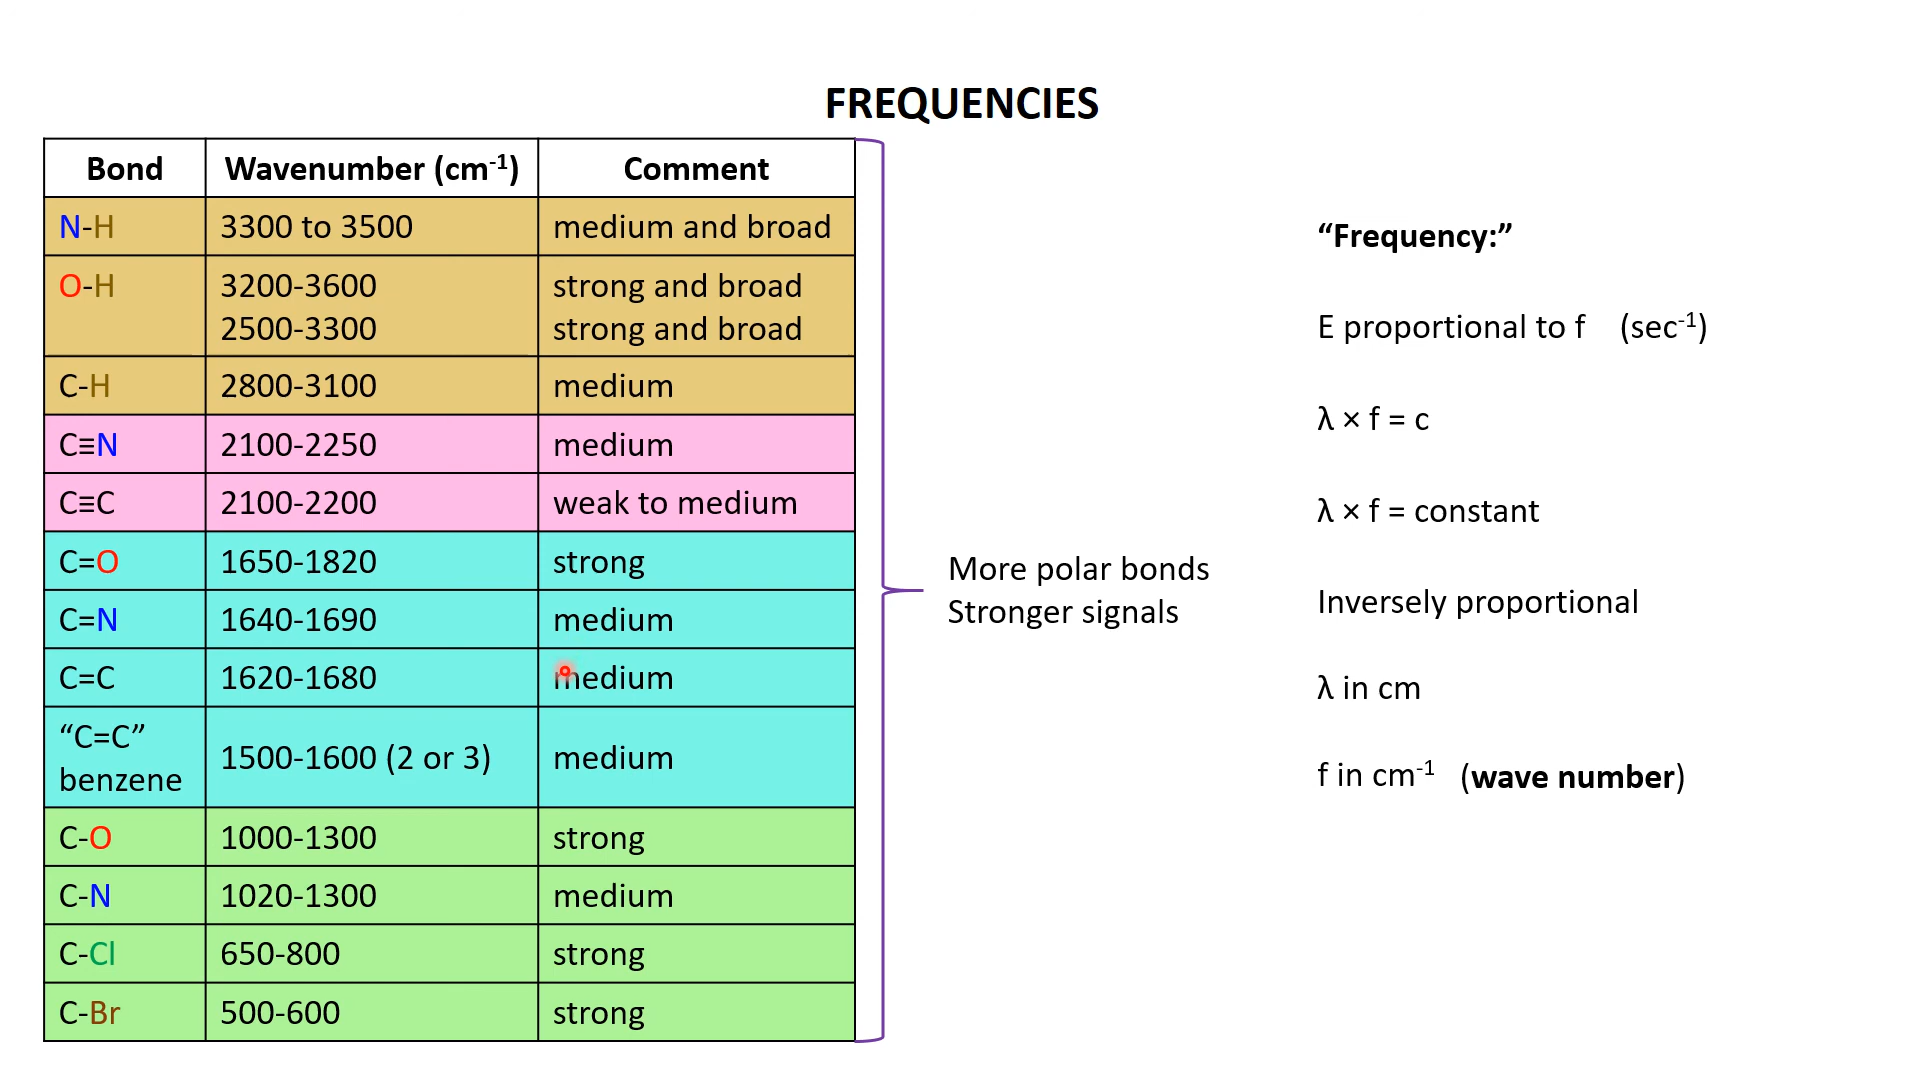 FREQUENCIES
Bond Wavenumber (cm⁻¹) Comment
N-H 3300 to 3500 medium and broad
O-H 3200-3600 strong and broad
2500-3300 strong and broad
C-H 2800-3100 medium
C≡N 2100-2250 medium
C≡C 2100-2200 weak to medium
C=O 1650-1820 strong
C=N 1640-1690 medium
C=C 1620-1680 medium
“C=C” benzene 1500-1600 (2 or 3) medium
C-O 1000-1300 strong
C-N 1020-1300 medium
C-Cl 650-800 strong
C-Br 500-600 strong
More polar bonds
Stronger signals
“Frequency:”
E proportional to f (sec⁻¹)
λ × f = c
λ × f = constant
Inversely proportional
λ in cm
f in cm⁻¹ (wave number)